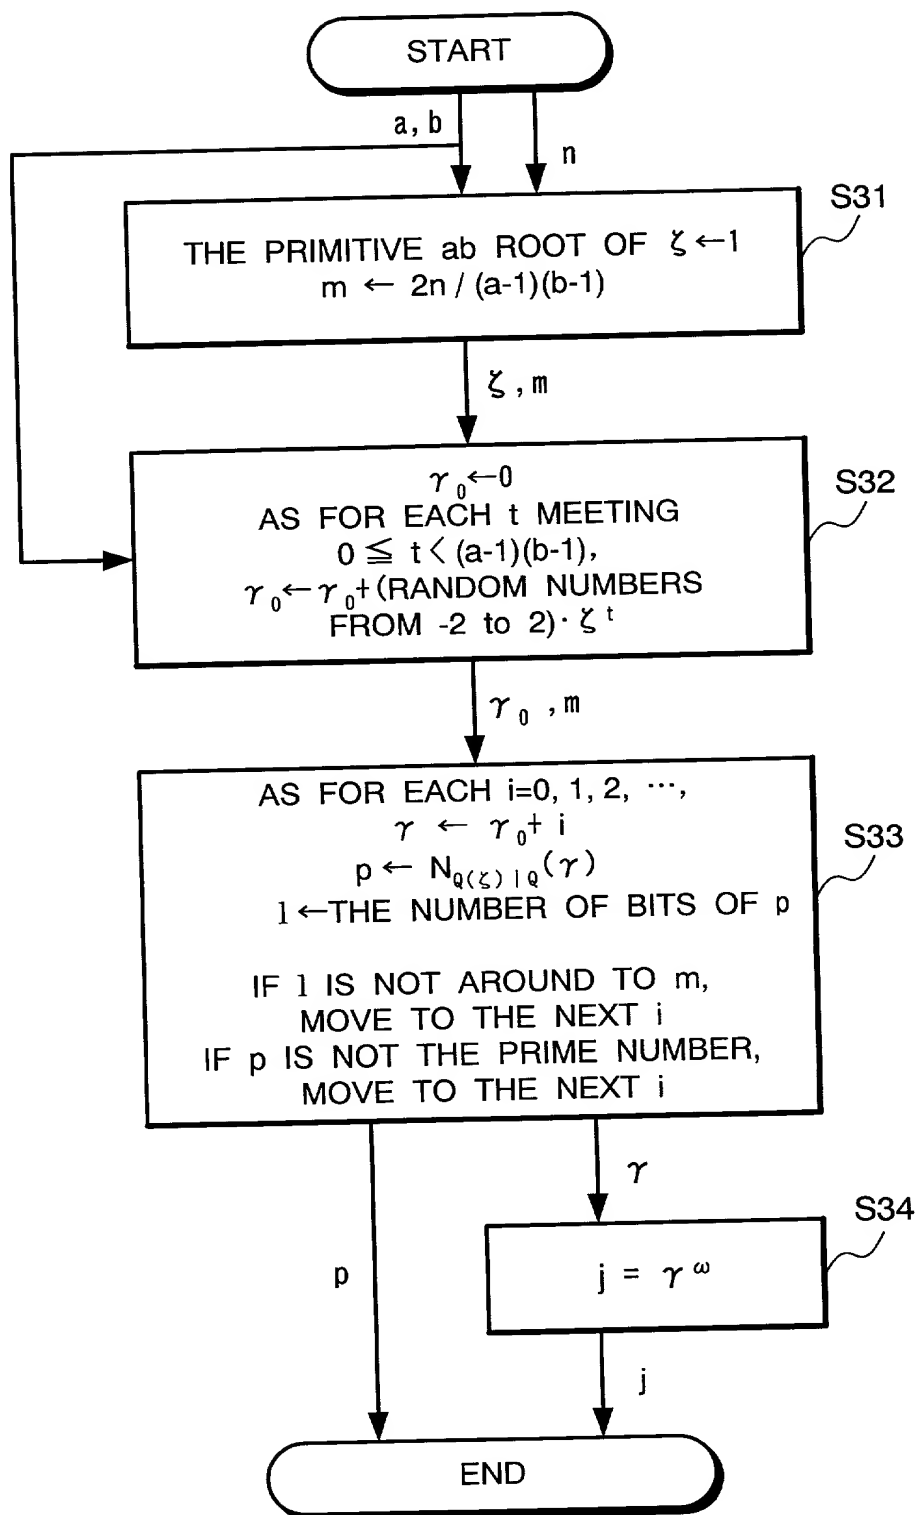 START
a, b
n
S31
THE PRIMITIVE ab ROOT OF ζ←1
m ← 2n / (a-1)(b-1)
ζ, m
S32
γ₀←0
AS FOR EACH t MEETING
0 ≦ t < (a-1)(b-1),
γ₀←γ₀+(RANDOM NUMBERS
FROM -2 to 2)· ζᵗ
γ₀ , m
S33
AS FOR EACH i=0, 1, 2, ⋯,
γ ← γ₀+ i
p ← N_Q(ζ)|Q(γ)
l ←THE NUMBER OF BITS OF p
IF l IS NOT AROUND TO m,
MOVE TO THE NEXT i
IF p IS NOT THE PRIME NUMBER,
MOVE TO THE NEXT i
γ
S34
p
j = γ^ω
j
END